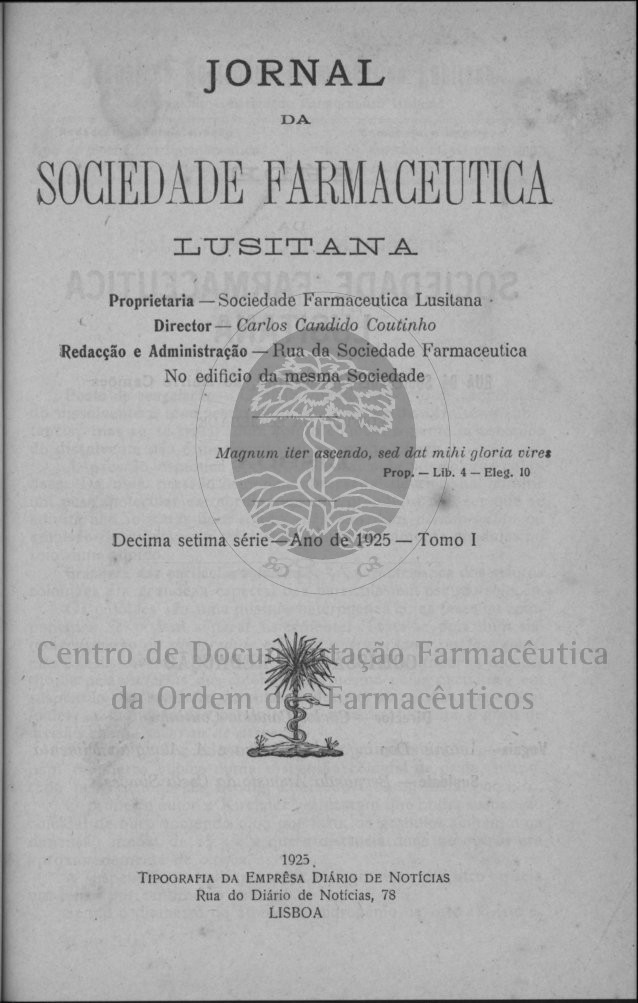 JORNAL
DA
SOCIEDADE FARMACEUTICA
LUSITANA
Proprietaria — Sociedade Farmaceutica Lusitana
Director — Carlos Candido Coutinho
Redacção e Administração — Rua da Sociedade Farmaceutica
No edificio da mesma Sociedade
Magnum iter ascendo, sed dat mihi gloria vires
Prop. — Lib. 4 — Eleg. 10
Decima setima série — Ano de 1925 — Tomo I
Centro de Documentação Farmacêutica
da Ordem dos Farmacêuticos
1925
TIPOGRAFIA DA EMPRÊSA DIÁRIO DE NOTÍCIAS
Rua do Diário de Notícias, 78
LISBOA